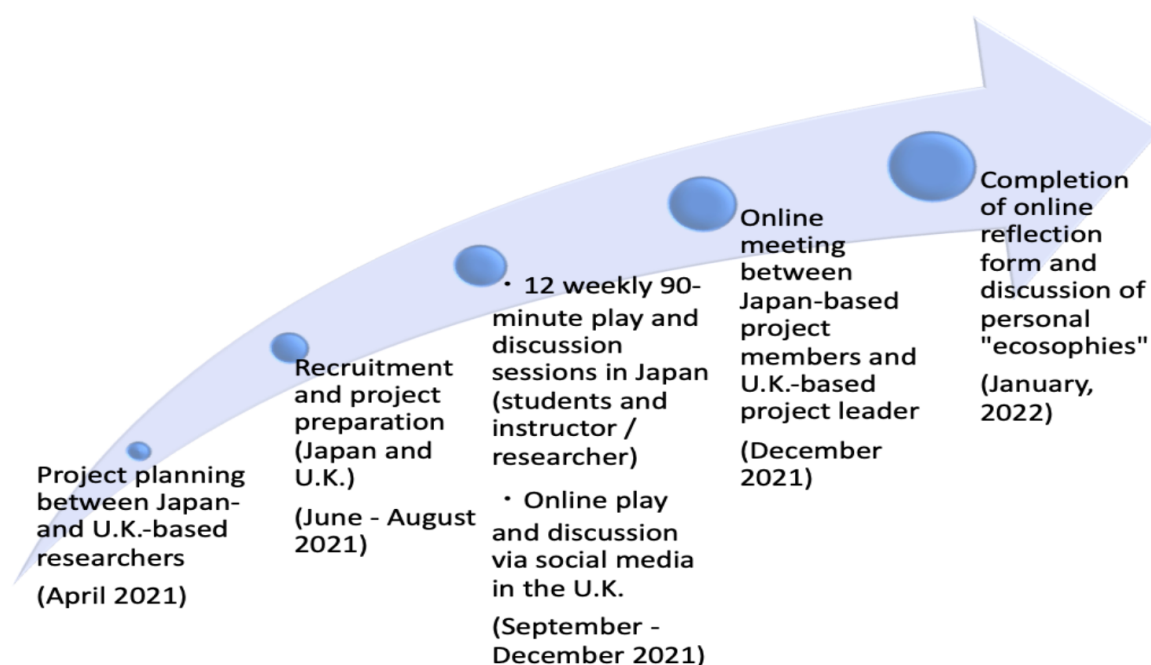 Project planning
between Japan-
and U.K.-based
researchers
(April 2021)
Recruitment
and project
preparation
(Japan and
U.K.)
(June - August
2021)
・ 12 weekly 90-
minute play and
discussion
sessions in Japan
(students and
instructor /
researcher)
・ Online play
and discussion
via social media
in the U.K.
(September -
December 2021)
Online
meeting
between
Japan-based
project
members and
U.K.-based
project leader
(December
2021)
Completion
of online
reflection
form and
discussion of
personal
"ecosophies"
(January,
2022)